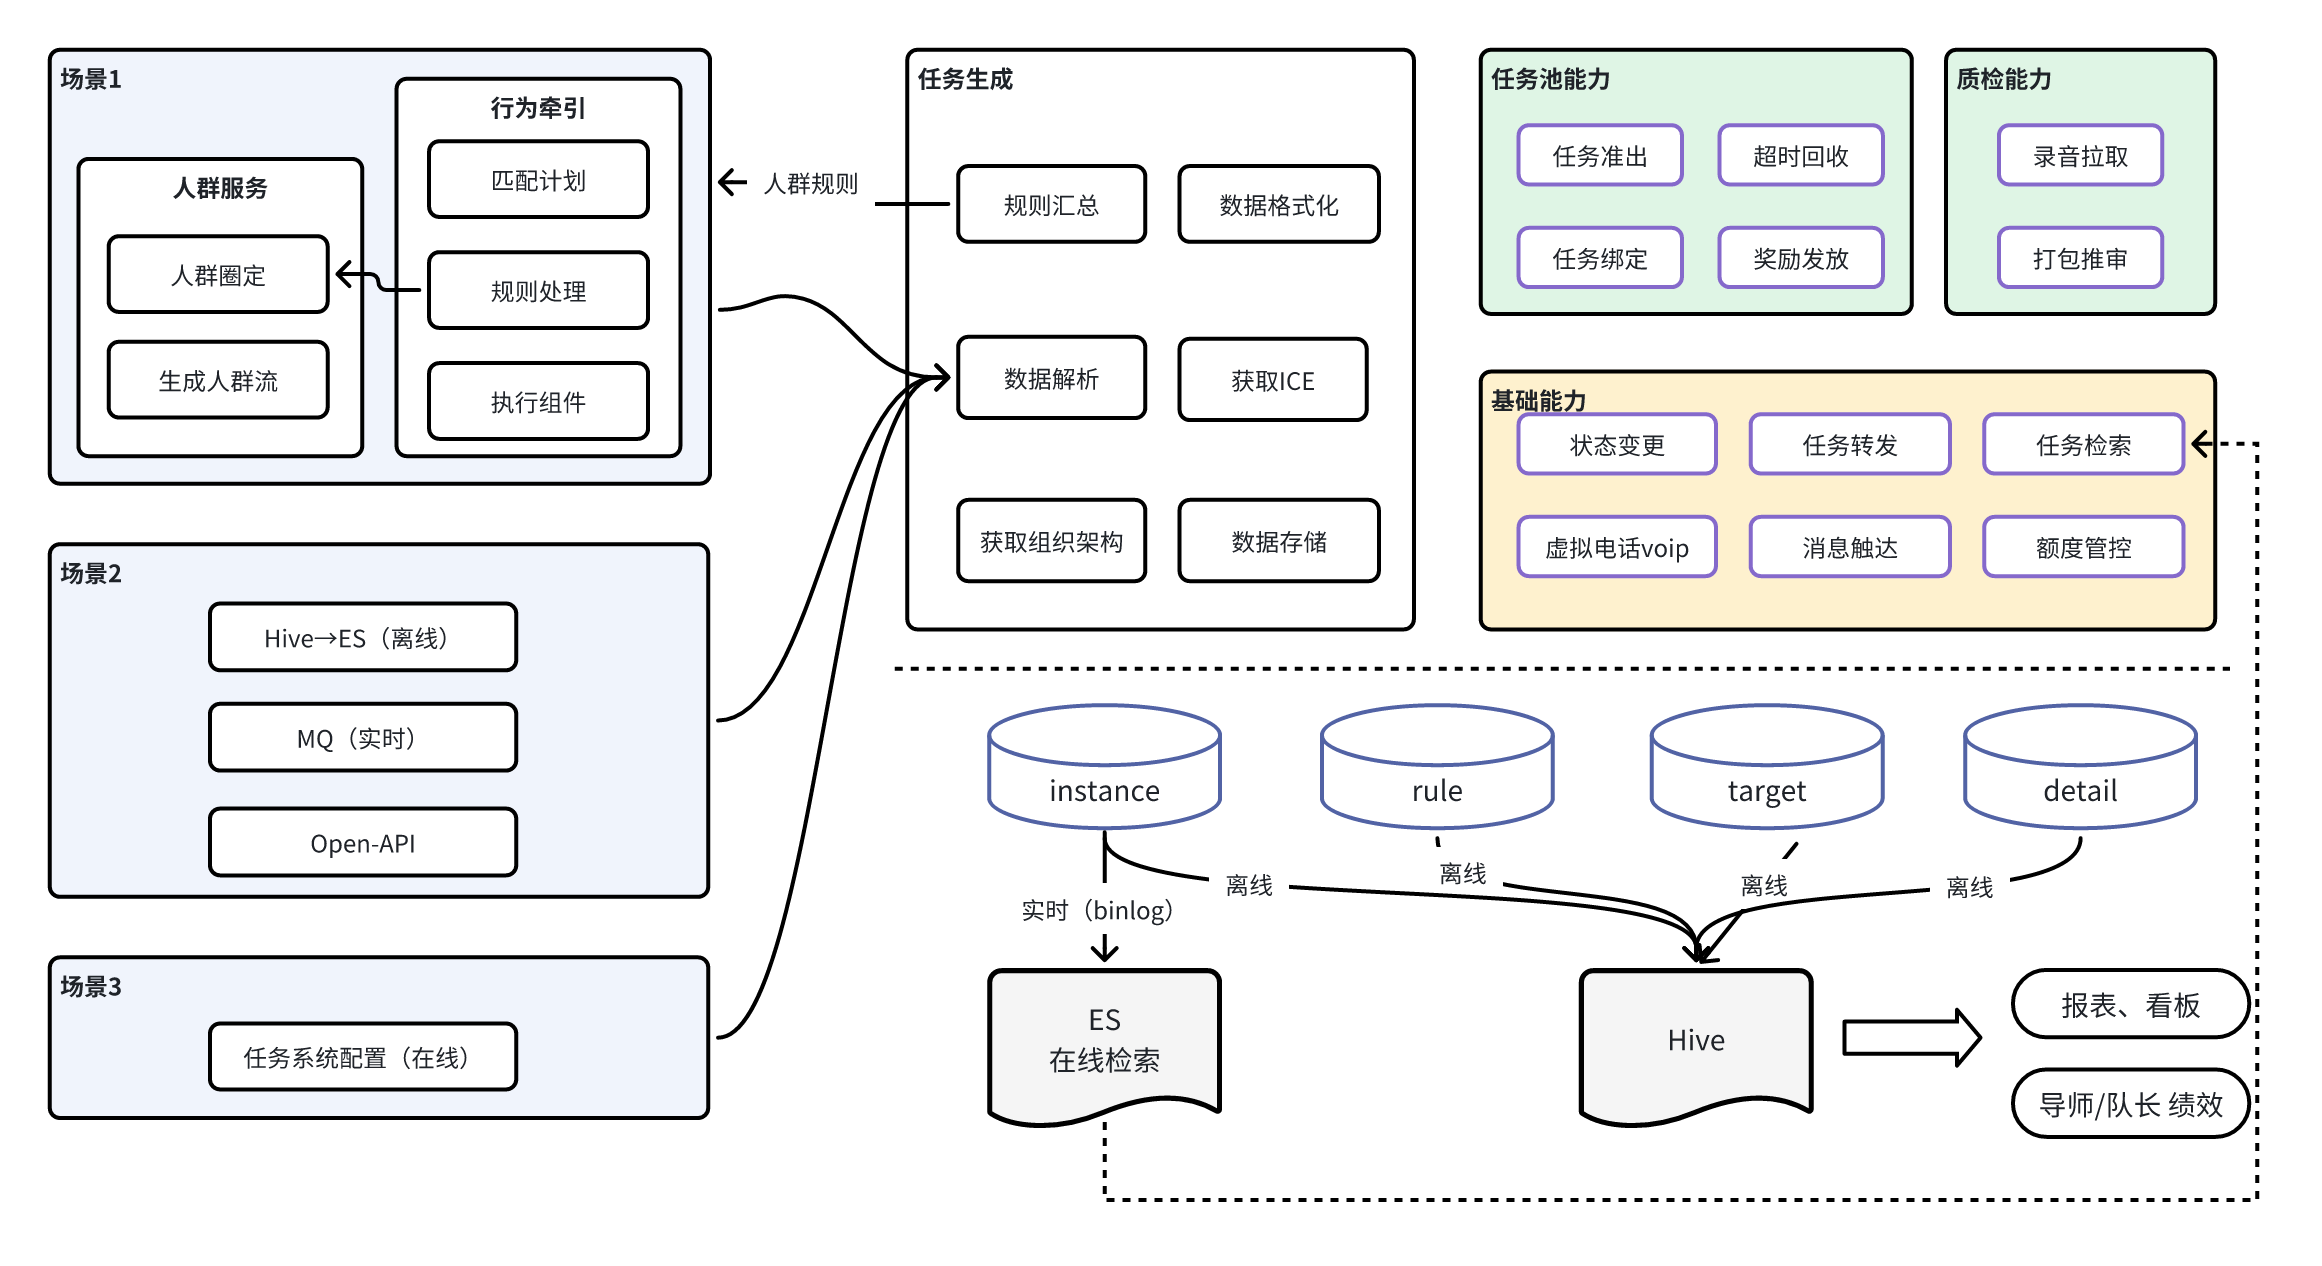 场景1
行为牵引
匹配计划
规则处理
执行组件
人群服务
人群圈定
生成人群流
人群规则
场景2
Hive→ES（离线）
MQ（实时）
Open-API
场景3
任务系统配置（在线）
任务生成
规则汇总
数据格式化
数据解析
获取ICE
获取组织架构
数据存储
任务池能力
任务准出
超时回收
任务绑定
奖励发放
质检能力
录音拉取
打包推审
基础能力
状态变更
任务转发
任务检索
虚拟电话voip
消息触达
额度管控
instance
rule
target
detail
离线
离线
离线
离线
实时（binlog）
ES
在线检索
Hive
报表、看板
导师/队长 绩效